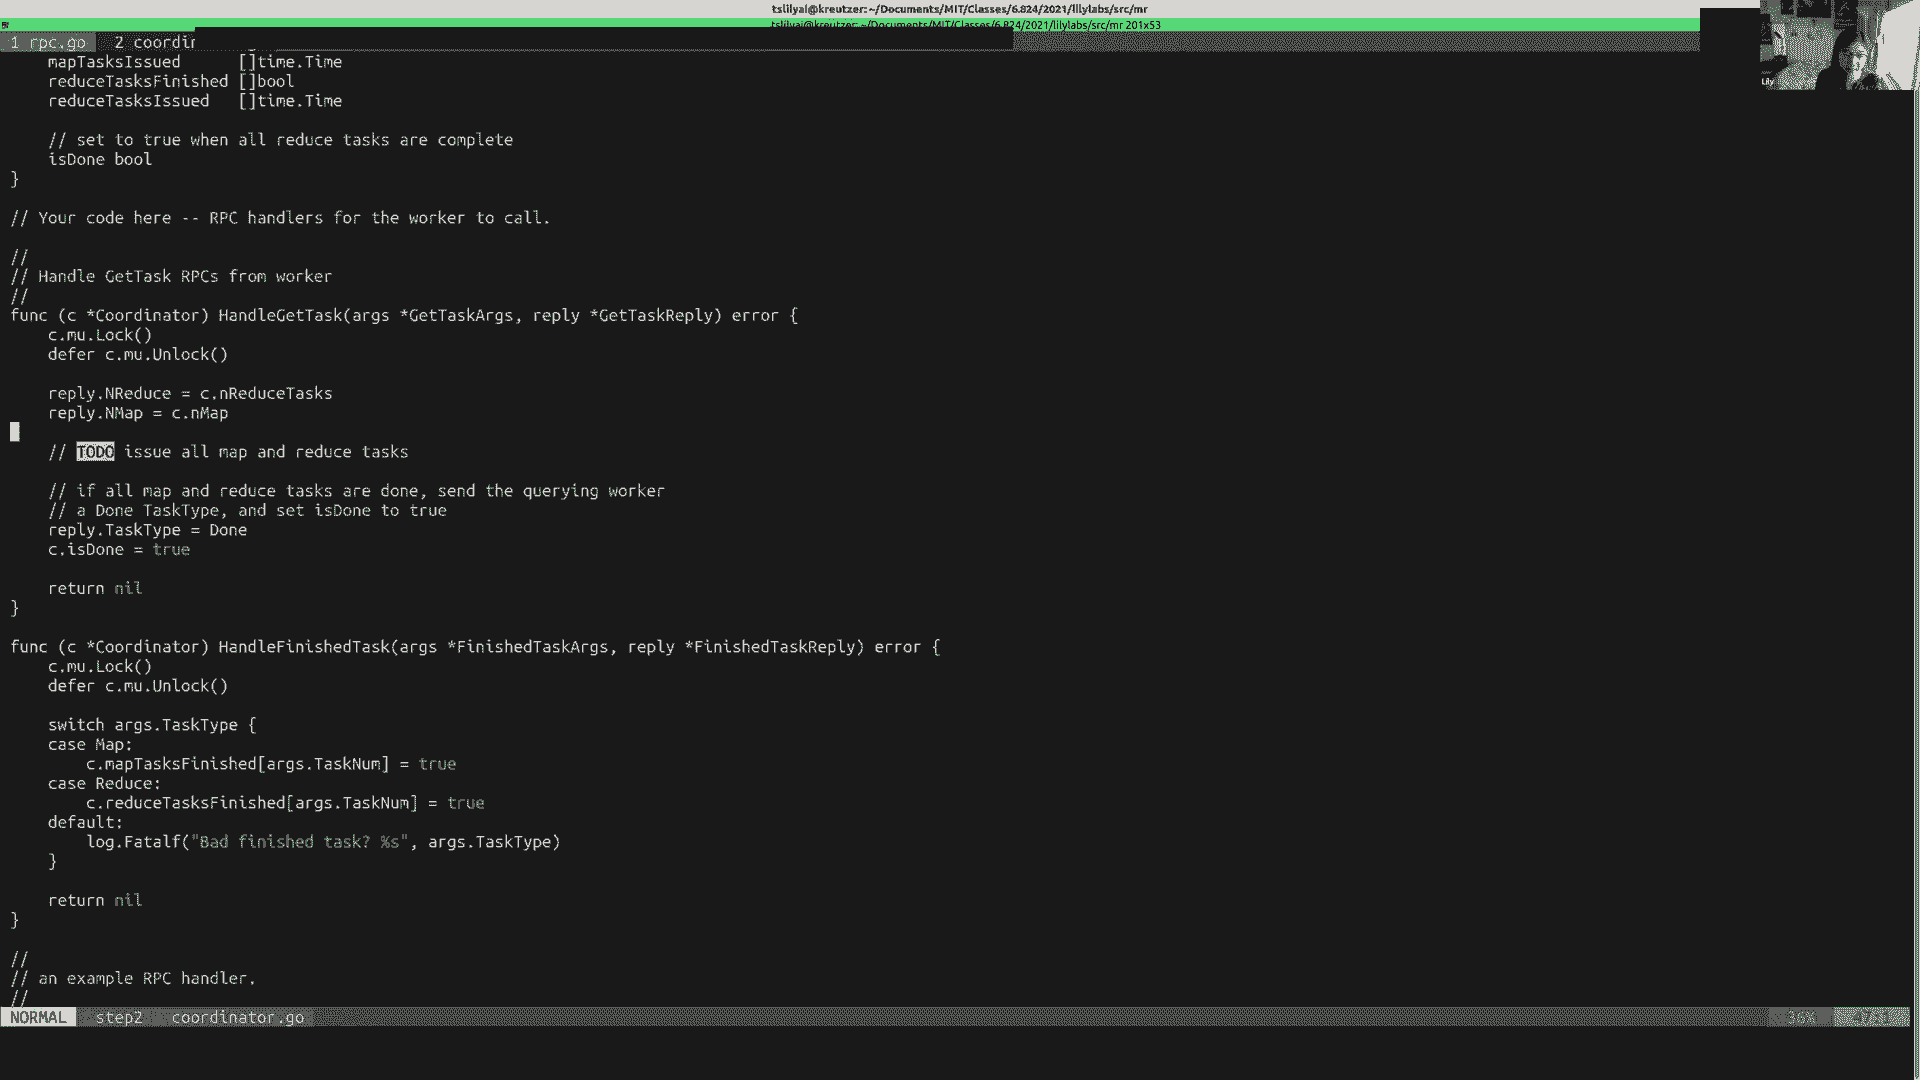 tslilyai@kreutzer: ~/Documents/MIT/Classes/6.824/2021/lilylabs/src/mr
tslilyai@kreutzer: ~/Documents/MIT/Classes/6.824/2021/lilylabs/src/mr 201x53
1 rpc.go 2 coordin
Lily
    mapTasksIssued      []time.Time
    reduceTasksFinished []bool
    reduceTasksIssued   []time.Time
    // set to true when all reduce tasks are complete
    isDone bool
}
// Your code here -- RPC handlers for the worker to call.
//
// Handle GetTask RPCs from worker
//
func (c *Coordinator) HandleGetTask(args *GetTaskArgs, reply *GetTaskReply) error {
    c.mu.Lock()
    defer c.mu.Unlock()
    reply.NReduce = c.nReduceTasks
    reply.NMap = c.nMap
    // TODO issue all map and reduce tasks
    // if all map and reduce tasks are done, send the querying worker
    // a Done TaskType, and set isDone to true
    reply.TaskType = Done
    c.isDone = true
    return nil
}
func (c *Coordinator) HandleFinishedTask(args *FinishedTaskArgs, reply *FinishedTaskReply) error {
    c.mu.Lock()
    defer c.mu.Unlock()
    switch args.TaskType {
    case Map:
        c.mapTasksFinished[args.TaskNum] = true
    case Reduce:
        c.reduceTasksFinished[args.TaskNum] = true
    default:
        log.Fatalf("Bad finished task? %s", args.TaskType)
    }
    return nil
}
//
// an example RPC handler.
//
NORMAL step2 coordinator.go 36%